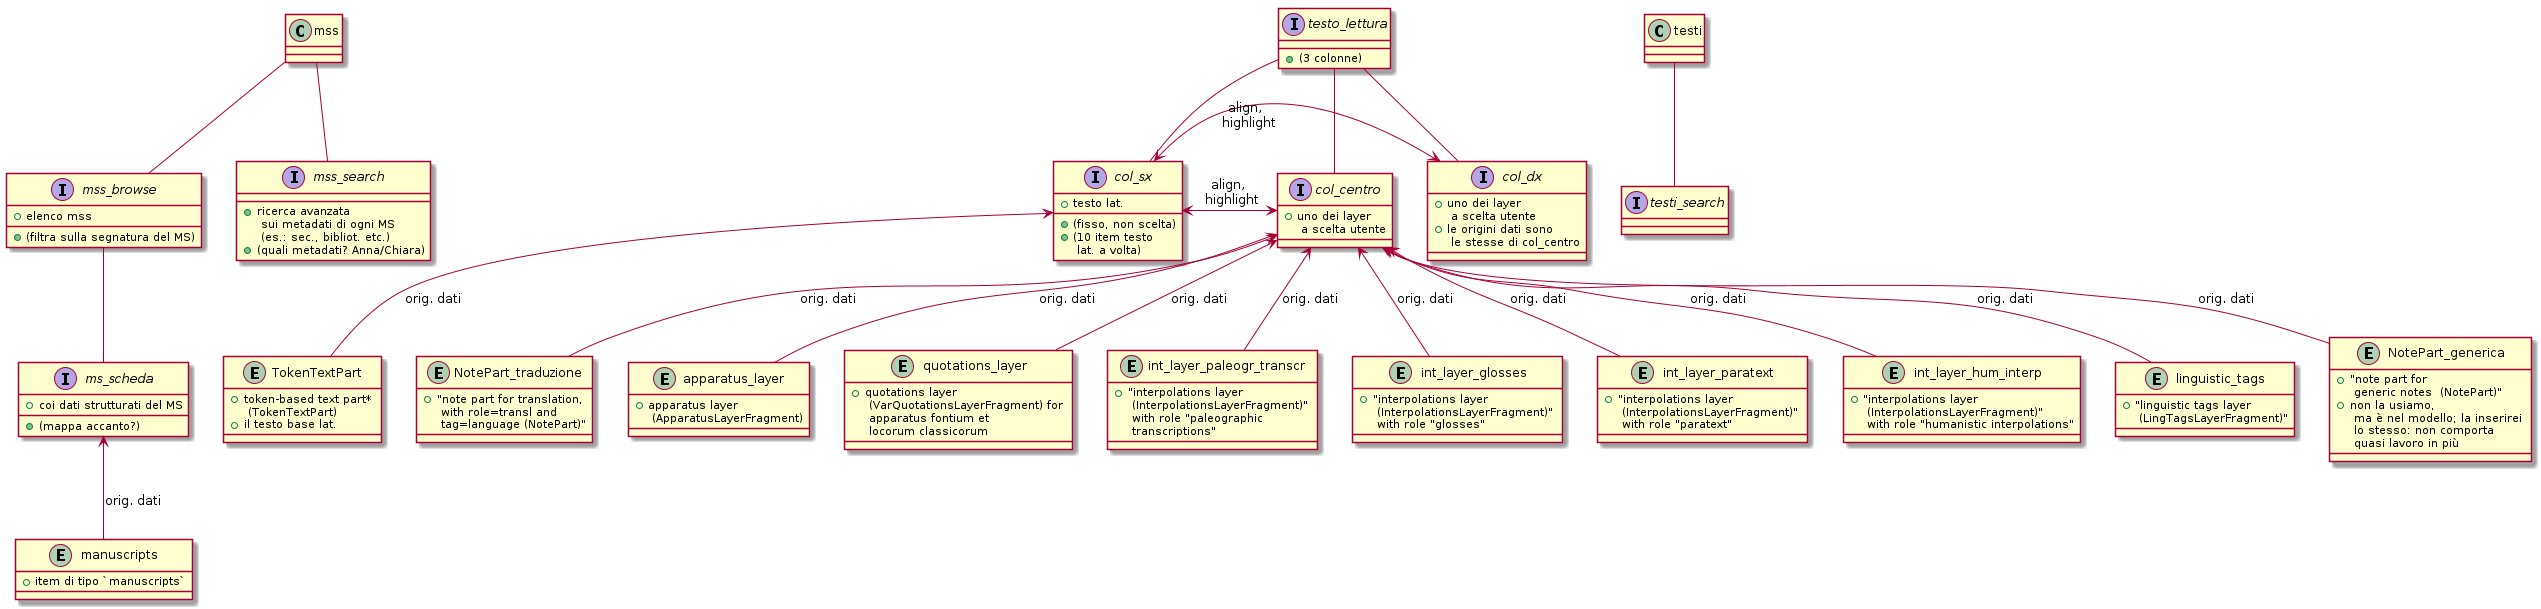 C mss
I testo_lettura
(3 colonne)
C testi
align,
highlight
I mss_browse
elenco mss
(filtra sulla segnatura del MS)
I mss_search
ricerca avanzata
sui metadati di ogni MS
(es.: sec., bibliot. etc.)
(quali metadati? Anna/Chiara)
I col_sx
testo lat.
(fisso, non scelta)
(10 item testo
lat. a volta)
align,
highlight
I col_centro
uno dei layer
a scelta utente
I col_dx
uno dei layer
a scelta utente
le origini dati sono
le stesse di col_centro
I testi_search
orig. dati
orig. dati
orig. dati
orig. dati
orig. dati
orig. dati
orig. dati
orig. dati
orig. dati
orig. dati
I ms_scheda
coi dati strutturati del MS
(mappa accanto?)
E TokenTextPart
token-based text part*
(TokenTextPart)
il testo base lat.
E NotePart_traduzione
"note part for translation,
with role=transl and
tag=language (NotePart)"
E apparatus_layer
apparatus layer
(ApparatusLayerFragment)
E quotations_layer
quotations layer
(VarQuotationsLayerFragment) for
apparatus fontium et
locorum classicorum
E int_layer_paleogr_transcr
"interpolations layer
(InterpolationsLayerFragment)"
with role "paleographic
transcriptions"
E int_layer_glosses
"interpolations layer
(InterpolationsLayerFragment)"
with role "glosses"
E int_layer_paratext
"interpolations layer
(InterpolationsLayerFragment)"
with role "paratext"
E int_layer_hum_interp
"interpolations layer
(InterpolationsLayerFragment)"
with role "humanistic interpolations"
E linguistic_tags
"linguistic tags layer
(LingTagsLayerFragment)"
E NotePart_generica
"note part for
generic notes (NotePart)"
non la usiamo,
ma è nel modello; la inserirei
lo stesso: non comporta
quasi lavoro in più
orig. dati
E manuscripts
item di tipo `manuscripts`